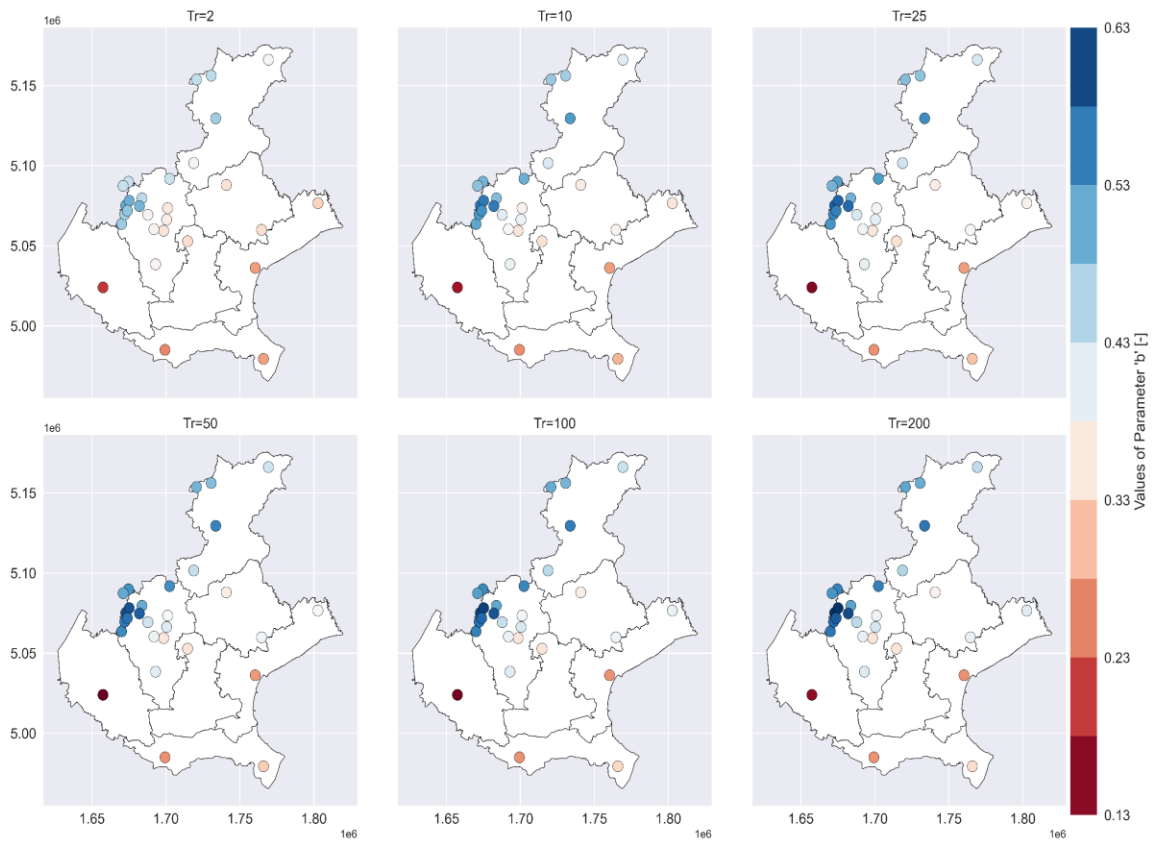 1e6
Tr=2
Tr=10
Tr=25
5.15
5.10
5.05
5.00
1e6
Tr=50
Tr=100
Tr=200
5.15
5.10
5.05
5.00
1.65 1.70 1.75 1.80
1e6
1.65 1.70 1.75 1.80
1e6
1.65 1.70 1.75 1.80
1e6
0.63
0.53
0.43
0.33
0.23
0.13
Values of Parameter 'b' [-]